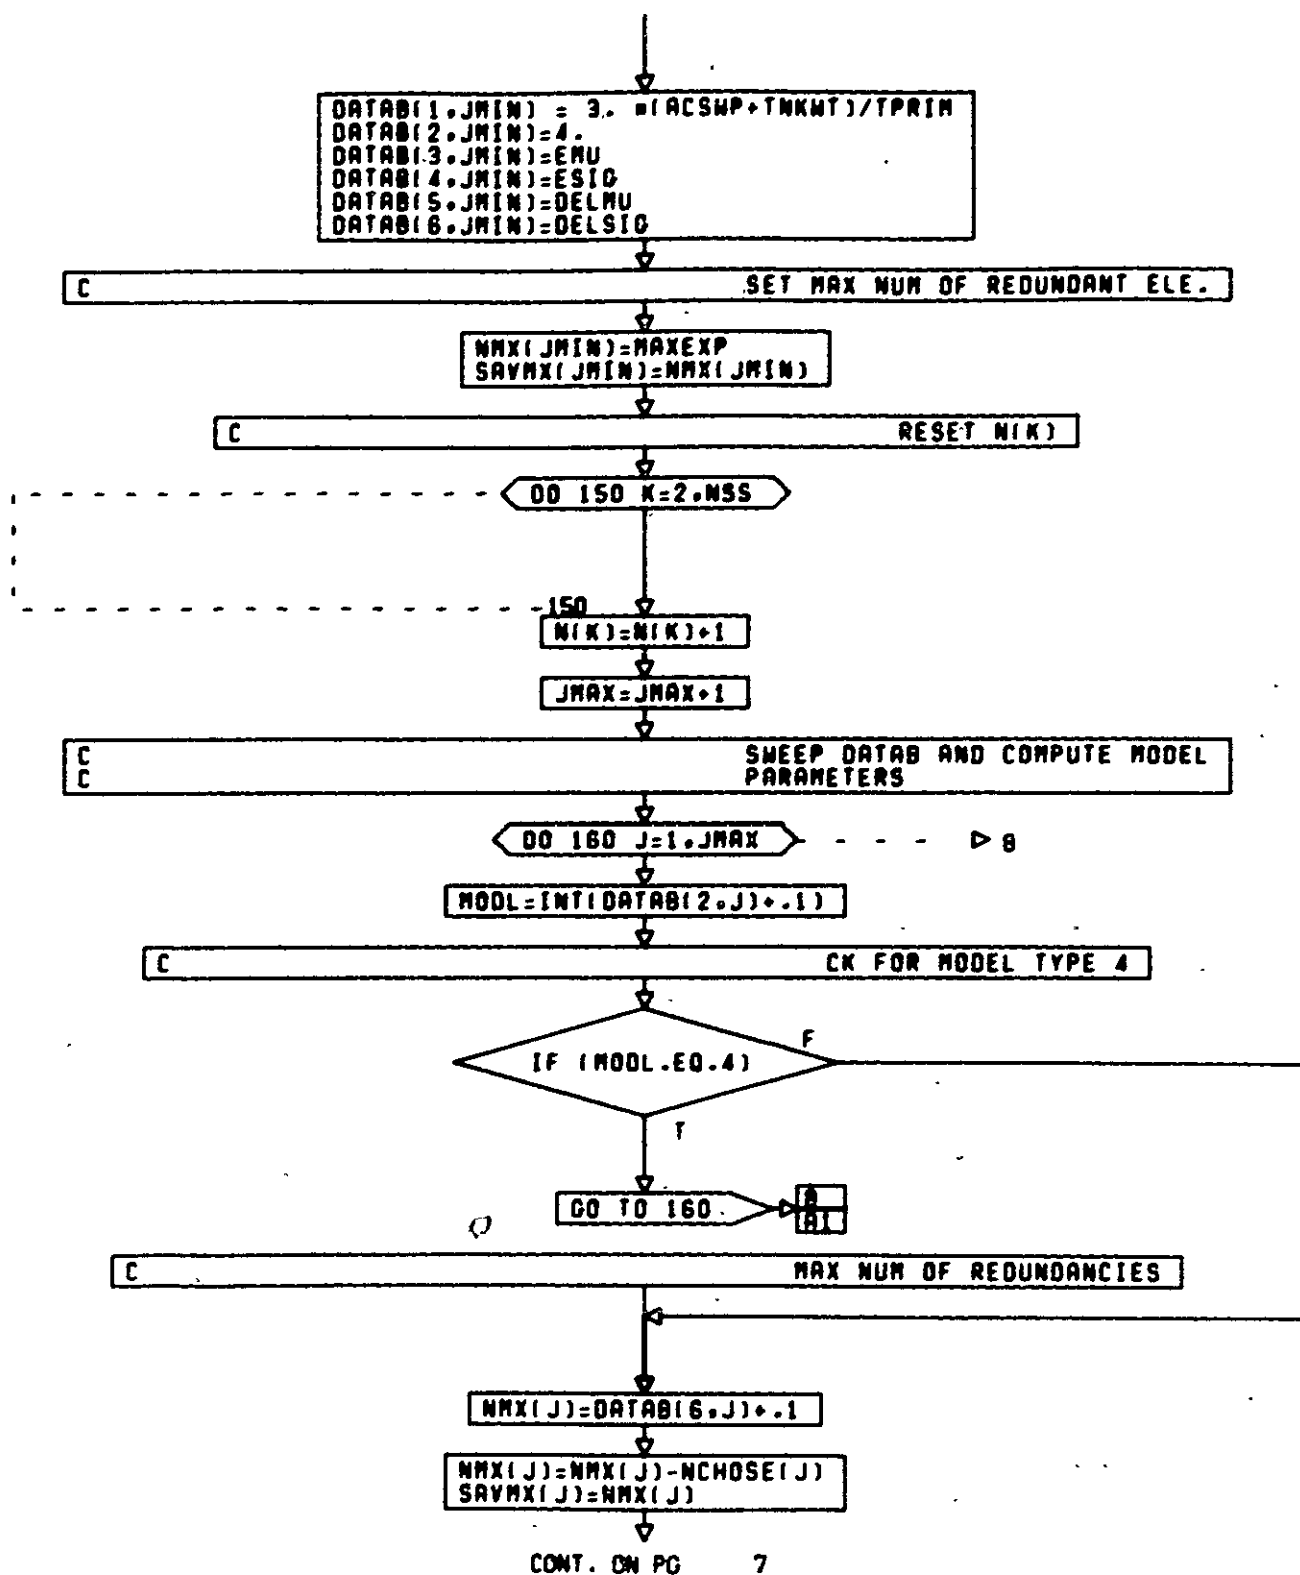 DATAB(1,JMIN) = 3. *(ACSWP+TNKWT)/TPRIM
DATAB(2,JMIN)=4.
DATAB(3,JMIN)=EMU
DATAB(4,JMIN)=ESIG
DATAB(5,JMIN)=DELMU
DATAB(6,JMIN)=DELSIG
C SET MAX NUM OF REDUNDANT ELE.
NMX(JMIN)=MAXEXP
SAVMX(JMIN)=NMX(JMIN)
C RESET N(K)
DO 150 K=2,NSS
150
N(K)=N(K)+1
JMAX=JMAX+1
C SWEEP DATAB AND COMPUTE MODEL
C PARAMETERS
DO 160 J=1,JMAX
8
MODL=INT(DATAB(2,J)+.1)
C CK FOR MODEL TYPE 4
F
IF (MODL.EQ.4)
T
GO TO 160
8
A1
C MAX NUM OF REDUNDANCIES
NMX(J)=DATAB(6,J)+.1
NMX(J)=NMX(J)-NCHOSE(J)
SAVMX(J)=NMX(J)
CONT. ON PG 7